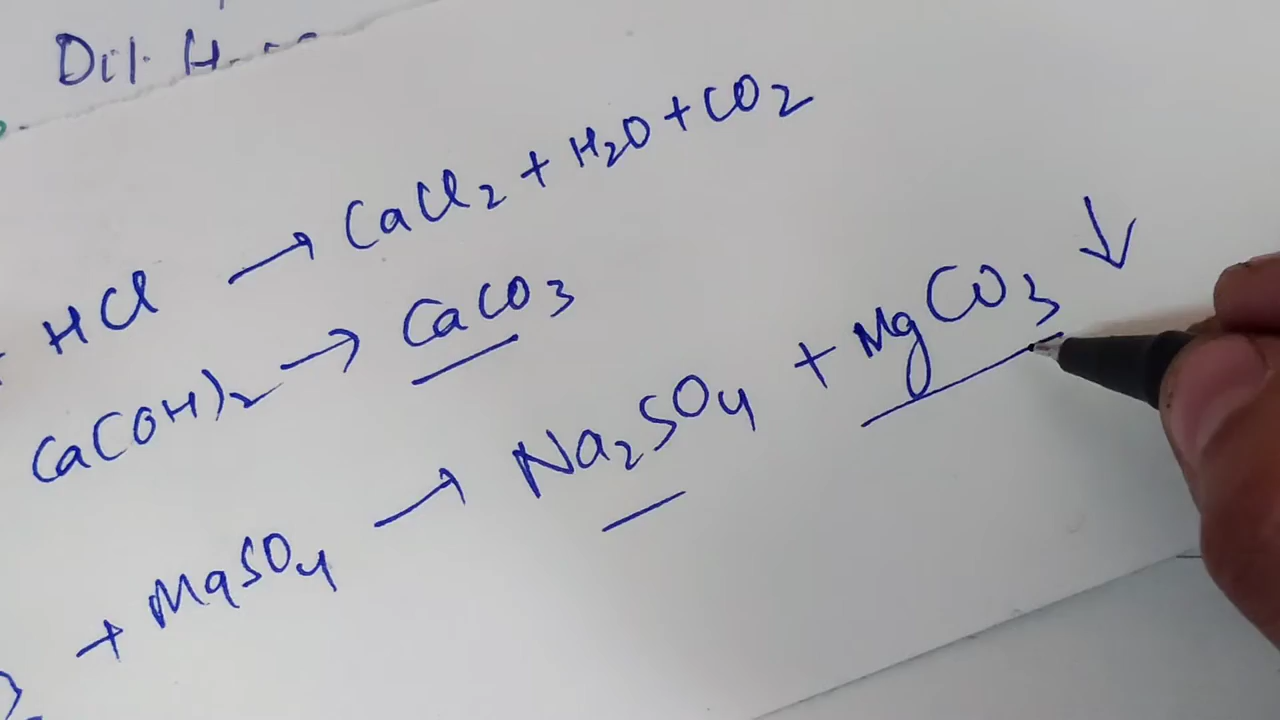 Dil. H
HCl → CaCl2 + H2O + CO2
Ca(OH)2 → CaCO3
+ MgSO4 → Na2SO4 + MgCO3 ↓